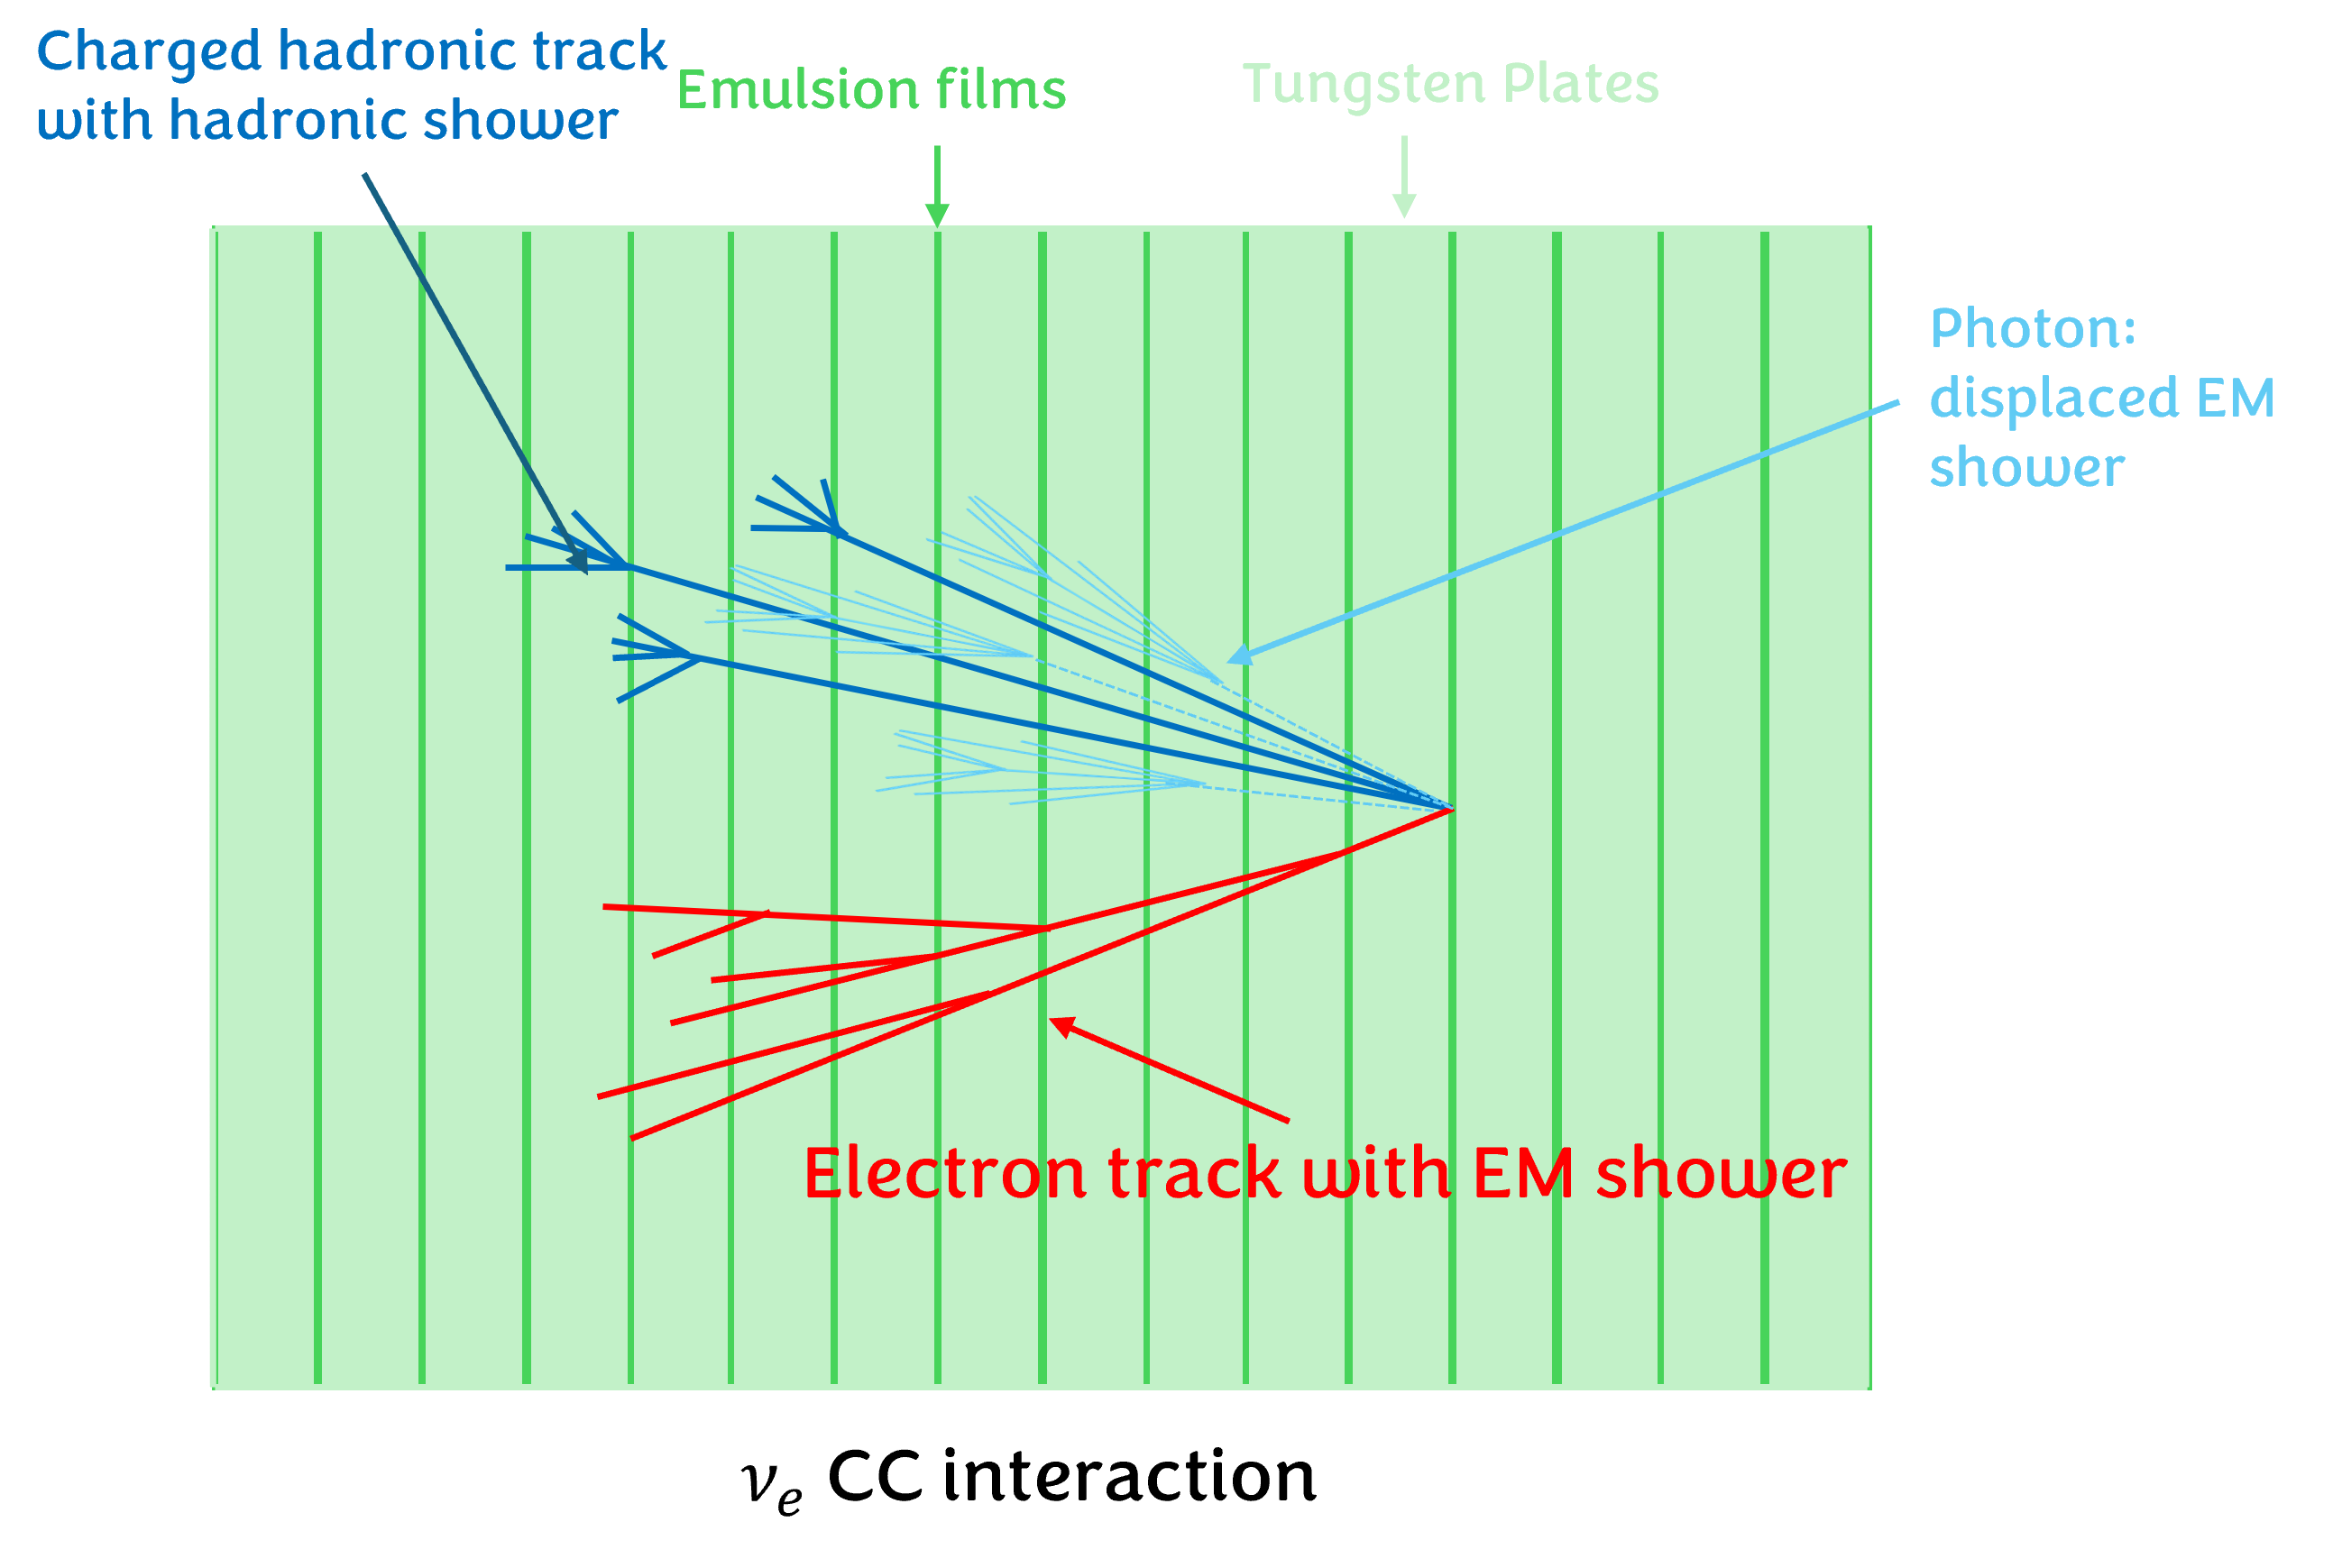 Charged hadronic track
with hadronic shower
Emulsion films
Tungsten Plates
Photon:
displaced EM
shower
Electron track with EM shower
νₑ CC interaction